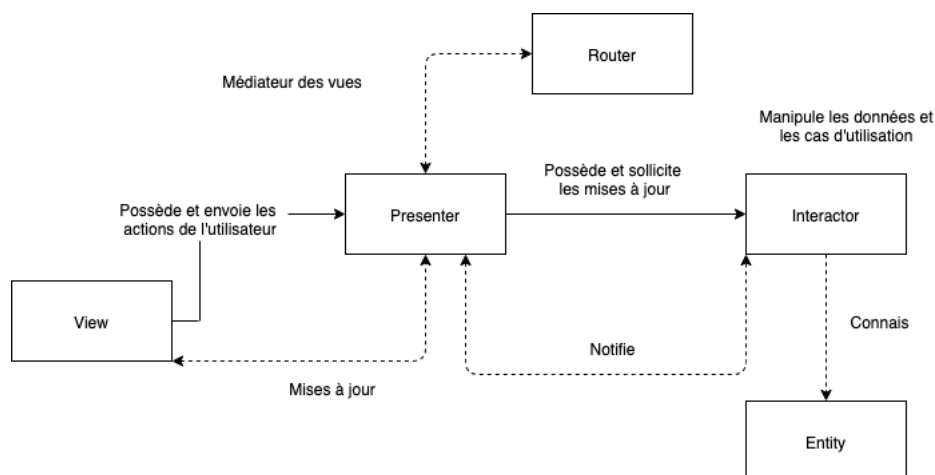 Router
Médiateur des vues
Manipule les données et
les cas d'utilisation
Possède et sollicite
les mises à jour
Possède et envoie les
actions de l'utilisateur
Presenter
Interactor
View
Connais
Notifie
Mises à jour
Entity